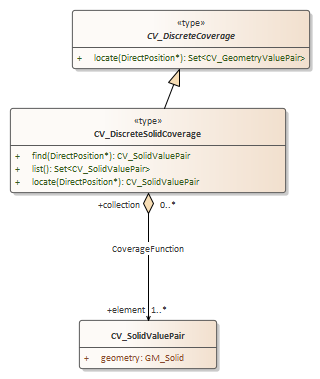 «type»
CV_DiscreteCoverage
+ locate(DirectPosition*): Set<CV_GeometryValuePair>
«type»
CV_DiscreteSolidCoverage
+ find(DirectPosition*): CV_SolidValuePair
+ list(): Set<CV_SolidValuePair>
+ locate(DirectPosition*): CV_SolidValuePair
+collection 0..*
CoverageFunction
+element 1..*
CV_SolidValuePair
+ geometry: GM_Solid